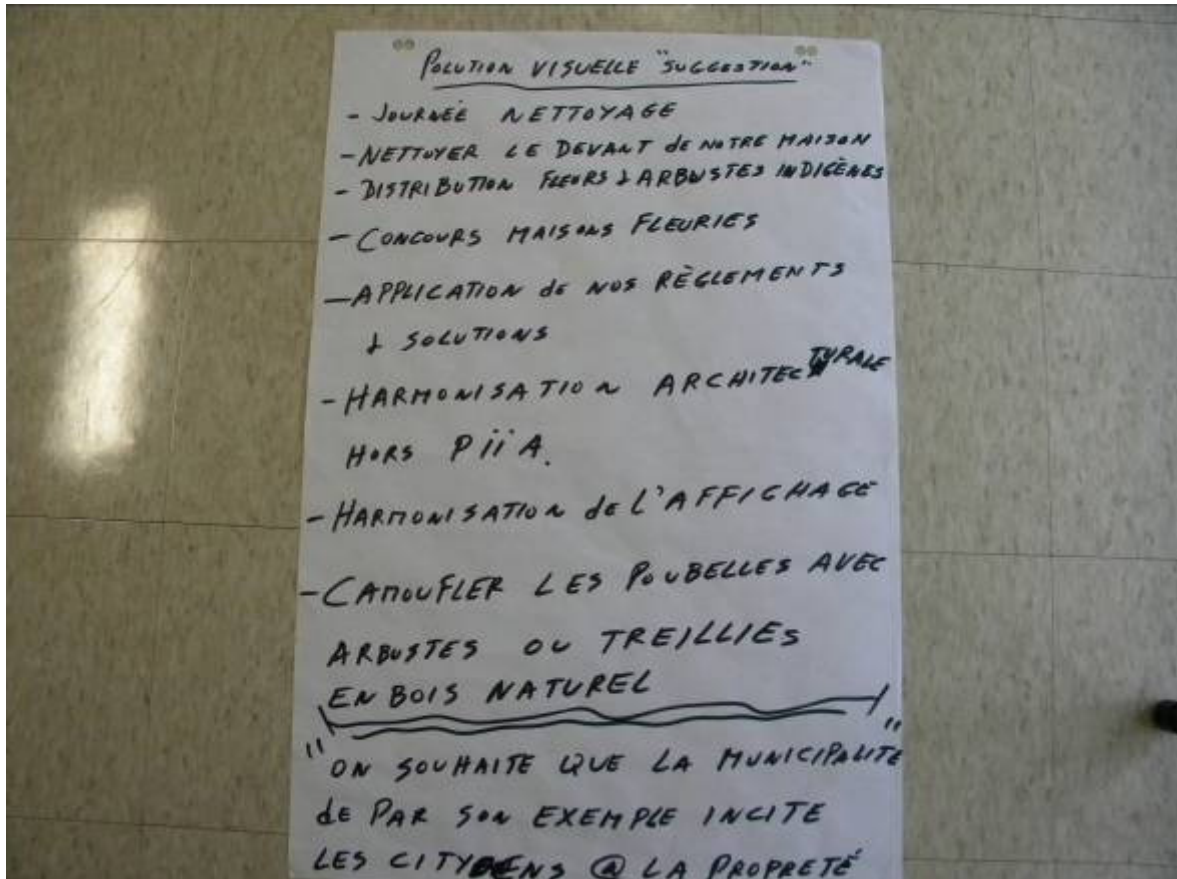 POLUTION VISUELLE "SUGGESTION"
- JOURNÉE NETTOYAGE
- NETTOYER LE DEVANT de NOTRE MAISON
- DISTRIBUTION FLEURS & ARBUSTES INDIGÈNES
- CONCOURS MAISONS FLEURIES
- APPLICATION de NOS RÈGLEMENTS
& SOLUTIONS
- HARMONISATION ARCHITECTURALE
HORS PiiA.
- HARMONISATION de L'AFFICHAGE
- CAMOUFLER LES POUBELLES AVEC
ARBUSTES OU TREILLIES
EN BOIS NATUREL
"ON SOUHAITE QUE LA MUNICIPALITÉ"
de PAR SON EXEMPLE INCITE
LES CITYENS @ LA PROPRETÉ